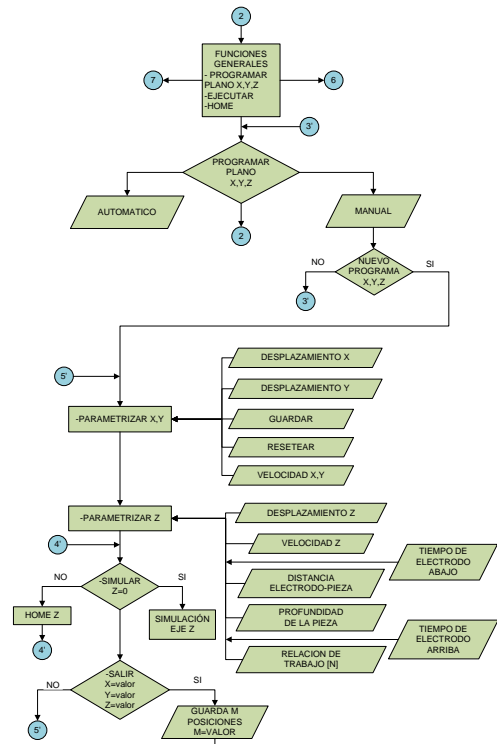 2
FUNCIONES
GENERALES
- PROGRAMAR
PLANO X,Y,Z
-EJECUTAR
-HOME
7
6
3'
PROGRAMAR
PLANO
X,Y,Z
AUTOMATICO
MANUAL
2
NO
NUEVO
PROGRAMA
X,Y,Z
SI
3'
5'
DESPLAZAMIENTO X
DESPLAZAMIENTO Y
-PARAMETRIZAR X,Y
GUARDAR
RESETEAR
VELOCIDAD X,Y
-PARAMETRIZAR Z
DESPLAZAMIENTO Z
4'
VELOCIDAD Z
TIEMPO DE
ELECTRODO
ABAJO
NO
-SIMULAR
Z=0
SI
DISTANCIA
ELECTRODO-PIEZA
HOME Z
SIMULACIÓN
EJE Z
PROFUNDIDAD
DE LA PIEZA
TIEMPO DE
ELECTRODO
ARRIBA
4'
RELACION DE
TRABAJO [N]
NO
-SALIR
X=valor
Y=valor
Z=valor
SI
5'
GUARDA M
POSICIONES
M=VALOR